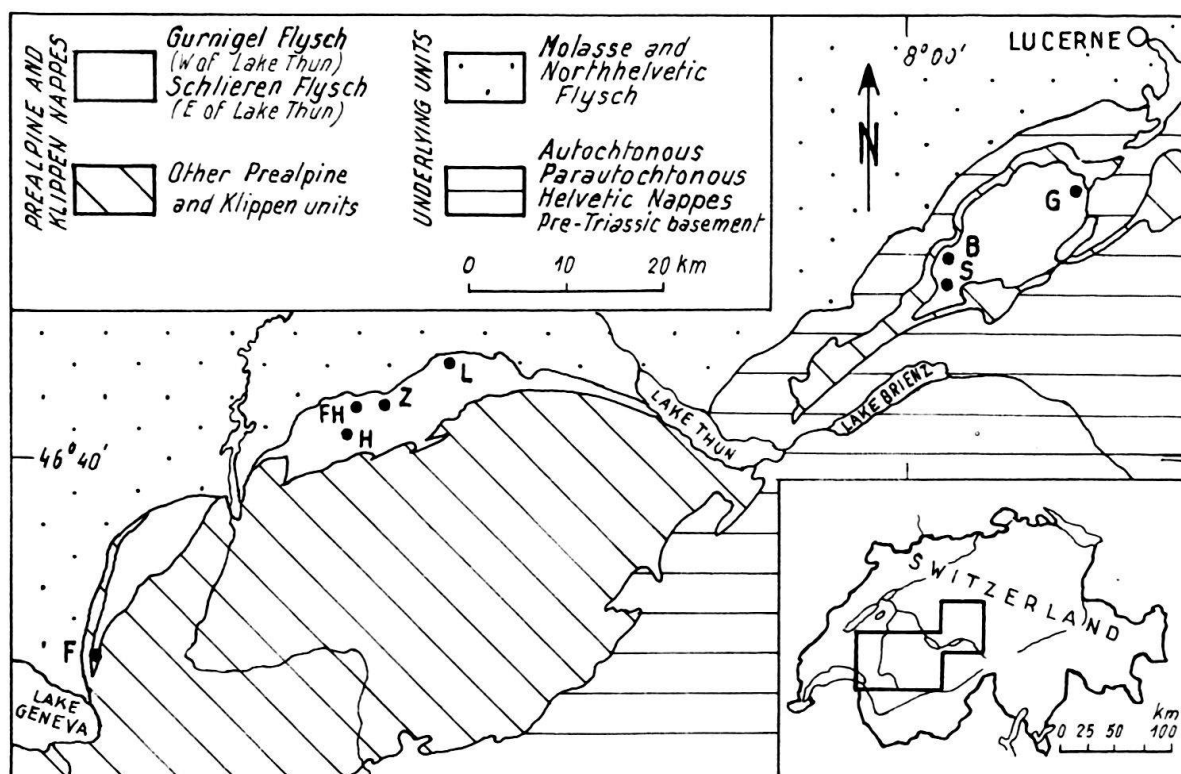 PREALPINE AND
KLIPPEN NAPPES
Gurnigel Flysch
(W of Lake Thun)
Schlieren Flysch
(E of Lake Thun)
Other Prealpine
and Klippen units
UNDERLYING UNITS
Molasse and
Northhelvetic
Flysch
Autochtonous
Parautochtonous
Helvetic Nappes
Pre-Triassic basement
0 10 20 km
8°00'
LUCERNE
N
G
B
S
L
Z
FH
H
46°40'
LAKE THUN
LAKE BRIENZ
F
LAKE
GENEVA
SWITZERLAND
km
0 25 50 100